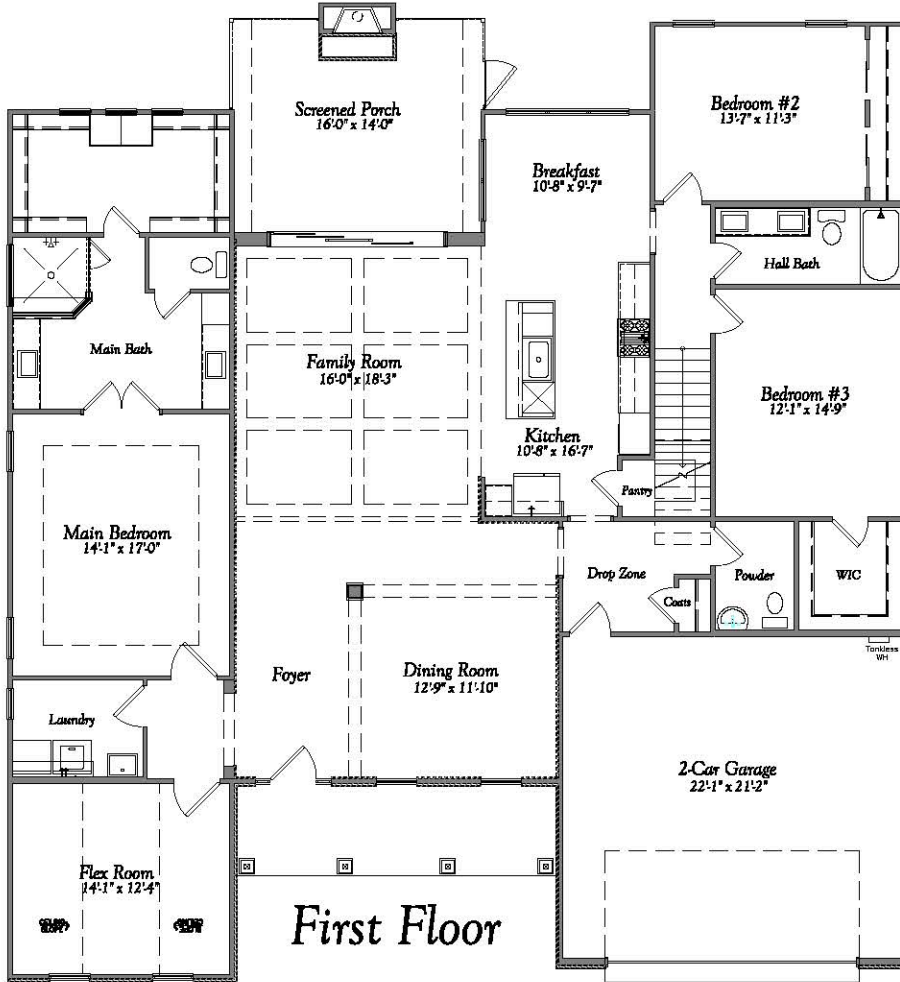 Screened Porch
16'-0" x 14'-0"
Bedroom #2
13'-7" x 11'-3"
Breakfast
10'-8" x 9'-7"
Hall Bath
Main Bath
Family Room
16'-0" x 18'-3"
Bedroom #3
12'-1" x 14'-9"
Kitchen
10'-8" x 16'-7"
Pantry
Main Bedroom
14'-1" x 17'-0"
Drop Zone
Powder
WIC
Coats
Tankless
WH
Foyer
Dining Room
12'-9" x 11'-10"
Laundry
2-Car Garage
22'-1" x 21'-2"
Flex Room
14'-1" x 12'-4"
First Floor